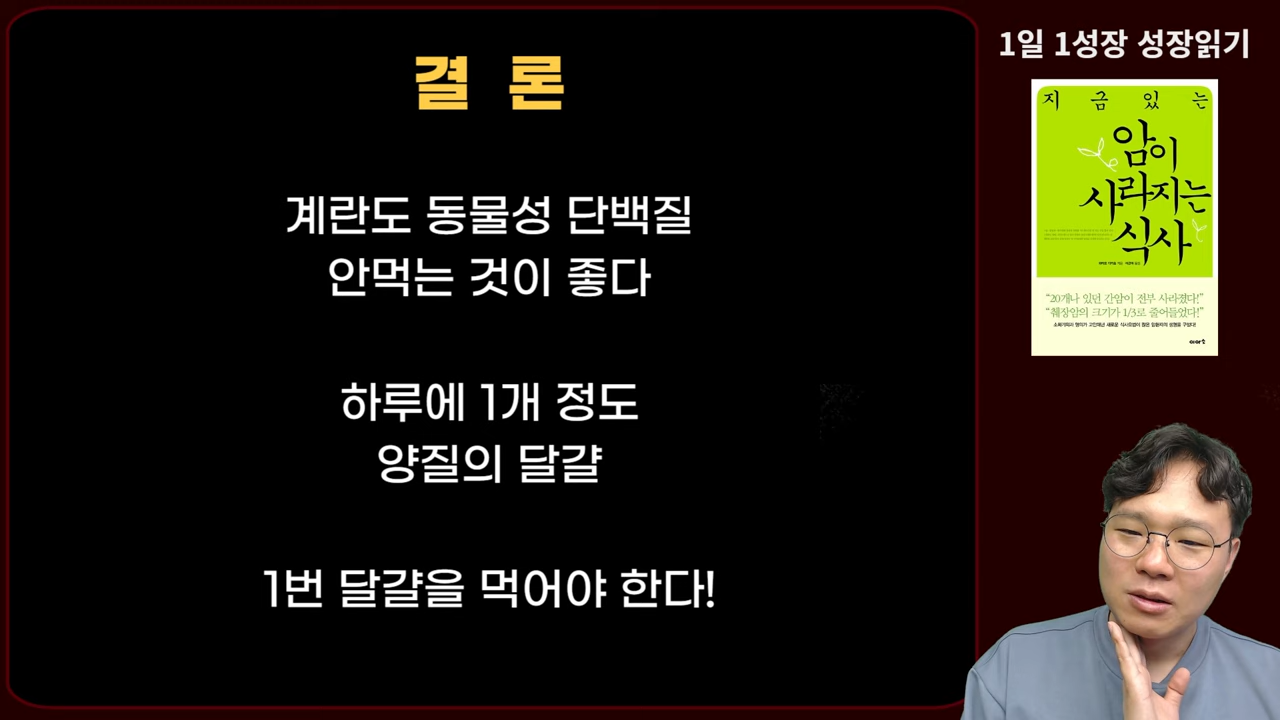 결 론
계란도 동물성 단백질
안먹는 것이 좋다
하루에 1개 정도
양질의 달걀
1번 달걀을 먹어야 한다!
1일 1성장 성장읽기
지금있는
암이
사라지는
식사
“20개나 있던 간암이 전부 사라졌다!”
“췌장암의 크기가 1/3로 줄어들었다!”